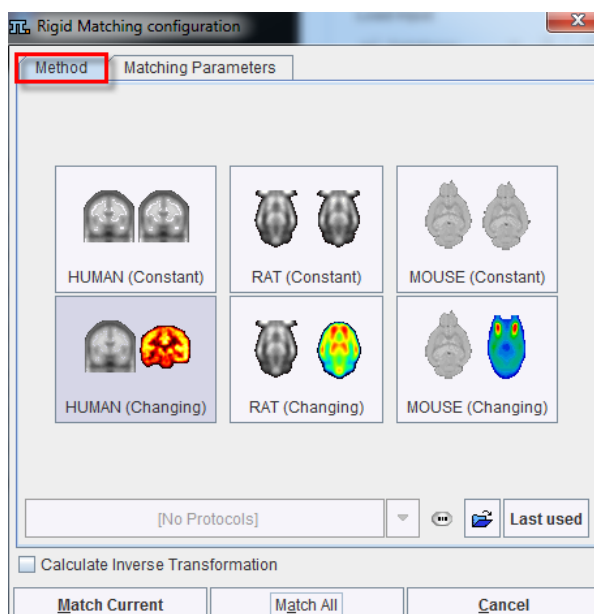 Rigid Matching configuration
Method
Matching Parameters
HUMAN (Constant)
RAT (Constant)
MOUSE (Constant)
HUMAN (Changing)
RAT (Changing)
MOUSE (Changing)
[No Protocols]
Last used
Calculate Inverse Transformation
Match Current
Match All
Cancel